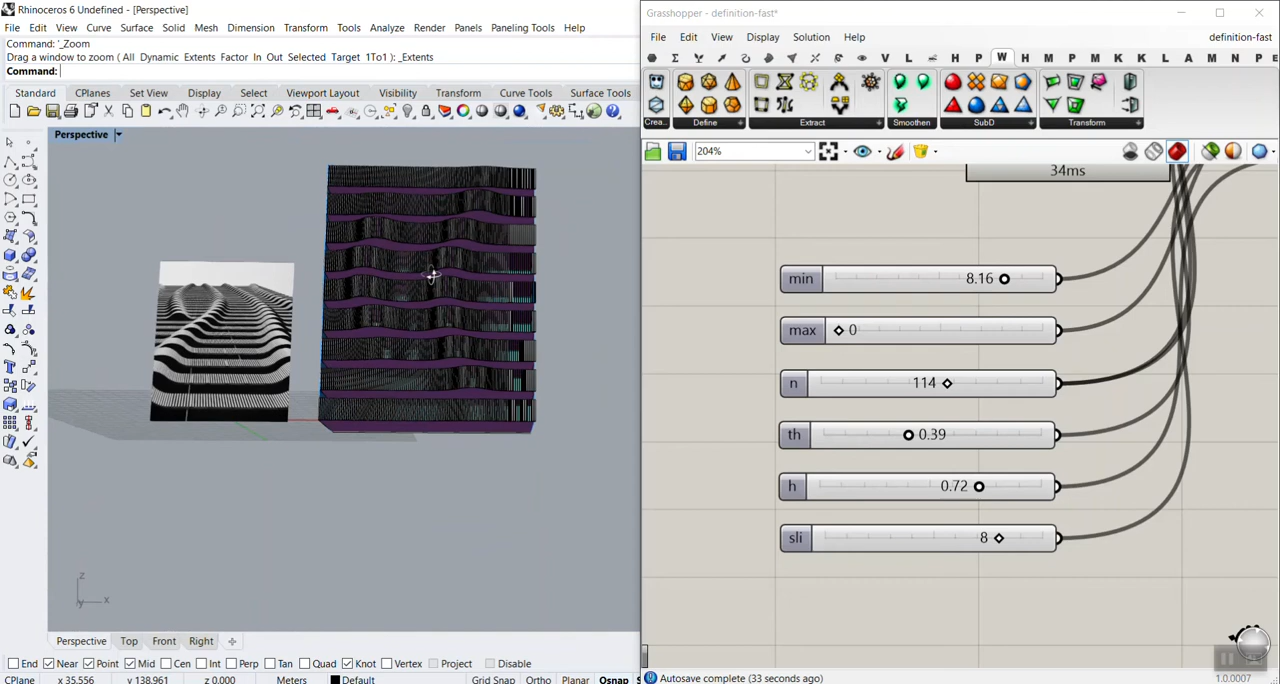 Rhinoceros 6 Undefined - [Perspective]
File Edit View Curve Surface Solid Mesh Dimension Transform Tools Analyze Render Panels Paneling Tools Help
Command: '_Zoom
Drag a window to zoom ( All Dynamic Extents Factor In Out Selected Target 1To1 ): _Extents
Command:
Standard CPlanes Set View Display Select Viewport Layout Visibility Transform Curve Tools Surface Tools
Perspective
z
y x
Perspective Top Front Right
End Near Point Mid Cen Int Perp Tan Quad Knot Vertex Project Disable
CPlane x 35.556 y 138.961 z 0.000 Meters Default Grid Snap Ortho Planar Osnap
Grasshopper - definition-fast*
File Edit View Display Solution Help definition-fast
H P M W H M P M K K L A M N P E
Crea... Define Extract Smoothen SubD Transform
204%
34ms
min 8.16
max 0
n 114
th 0.39
h 0.72
sli 8
Autosave complete (33 seconds ago) 1.0.0007